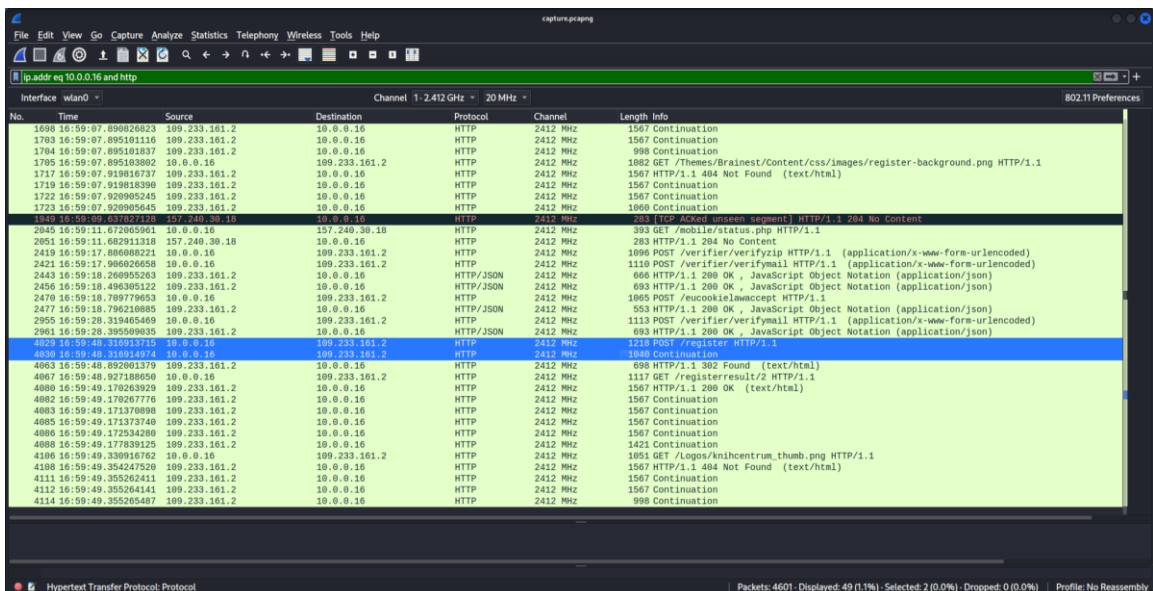 capture.pcapng
File Edit View Go Capture Analyze Statistics Telephony Wireless Tools Help
ip.addr eq 10.0.0.16 and http
Interface wlan0 Channel 1 · 2.412 GHz 20 MHz 802.11 Preferences
No. Time Source Destination Protocol Channel Length Info
1698 16:59:07.890826823 109.233.161.2 10.0.0.16 HTTP 2412 MHz 1567 Continuation
1703 16:59:07.895101116 109.233.161.2 10.0.0.16 HTTP 2412 MHz 1567 Continuation
1704 16:59:07.895101837 109.233.161.2 10.0.0.16 HTTP 2412 MHz 998 Continuation
1705 16:59:07.895103802 10.0.0.16 109.233.161.2 HTTP 2412 MHz 1082 GET /Themes/Brainest/Content/css/images/register-background.png HTTP/1.1
1717 16:59:07.919816737 109.233.161.2 10.0.0.16 HTTP 2412 MHz 1567 HTTP/1.1 404 Not Found (text/html)
1719 16:59:07.919818390 109.233.161.2 10.0.0.16 HTTP 2412 MHz 1567 Continuation
1722 16:59:07.920905245 109.233.161.2 10.0.0.16 HTTP 2412 MHz 1567 Continuation
1723 16:59:07.920905645 109.233.161.2 10.0.0.16 HTTP 2412 MHz 1060 Continuation
1949 16:59:09.637827128 157.240.30.18 10.0.0.16 HTTP 2412 MHz 283 [TCP ACKed unseen segment] HTTP/1.1 204 No Content
2045 16:59:11.672065961 10.0.0.16 157.240.30.18 HTTP 2412 MHz 393 GET /mobile/status.php HTTP/1.1
2051 16:59:11.682911318 157.240.30.18 10.0.0.16 HTTP 2412 MHz 283 HTTP/1.1 204 No Content
2419 16:59:17.886088221 10.0.0.16 109.233.161.2 HTTP 2412 MHz 1096 POST /verifier/verifyzip HTTP/1.1 (application/x-www-form-urlencoded)
2421 16:59:17.906026658 10.0.0.16 109.233.161.2 HTTP 2412 MHz 1110 POST /verifier/verifymail HTTP/1.1 (application/x-www-form-urlencoded)
2443 16:59:18.260955263 109.233.161.2 10.0.0.16 HTTP/JSON 2412 MHz 666 HTTP/1.1 200 OK , JavaScript Object Notation (application/json)
2456 16:59:18.496305122 109.233.161.2 10.0.0.16 HTTP/JSON 2412 MHz 693 HTTP/1.1 200 OK , JavaScript Object Notation (application/json)
2470 16:59:18.709779653 10.0.0.16 109.233.161.2 HTTP 2412 MHz 1065 POST /eucookielawaccept HTTP/1.1
2477 16:59:18.796210885 109.233.161.2 10.0.0.16 HTTP/JSON 2412 MHz 553 HTTP/1.1 200 OK , JavaScript Object Notation (application/json)
2955 16:59:28.319465469 10.0.0.16 109.233.161.2 HTTP 2412 MHz 1113 POST /verifier/verifymail HTTP/1.1 (application/x-www-form-urlencoded)
2961 16:59:28.395509035 109.233.161.2 10.0.0.16 HTTP/JSON 2412 MHz 693 HTTP/1.1 200 OK , JavaScript Object Notation (application/json)
4029 16:59:48.316913715 10.0.0.16 109.233.161.2 HTTP 2412 MHz 1218 POST /register HTTP/1.1
4030 16:59:48.316914974 10.0.0.16 109.233.161.2 HTTP 2412 MHz 1040 Continuation
4063 16:59:48.892001379 109.233.161.2 10.0.0.16 HTTP 2412 MHz 698 HTTP/1.1 302 Found (text/html)
4067 16:59:48.927188650 10.0.0.16 109.233.161.2 HTTP 2412 MHz 1117 GET /registerresult/2 HTTP/1.1
4080 16:59:49.170263929 109.233.161.2 10.0.0.16 HTTP 2412 MHz 1567 HTTP/1.1 200 OK (text/html)
4082 16:59:49.170267776 109.233.161.2 10.0.0.16 HTTP 2412 MHz 1567 Continuation
4083 16:59:49.171370898 109.233.161.2 10.0.0.16 HTTP 2412 MHz 1567 Continuation
4085 16:59:49.171373740 109.233.161.2 10.0.0.16 HTTP 2412 MHz 1567 Continuation
4086 16:59:49.172534280 109.233.161.2 10.0.0.16 HTTP 2412 MHz 1567 Continuation
4088 16:59:49.177839125 109.233.161.2 10.0.0.16 HTTP 2412 MHz 1421 Continuation
4106 16:59:49.330916762 10.0.0.16 109.233.161.2 HTTP 2412 MHz 1051 GET /Logos/knihcentrum_thumb.png HTTP/1.1
4108 16:59:49.354247520 109.233.161.2 10.0.0.16 HTTP 2412 MHz 1567 HTTP/1.1 404 Not Found (text/html)
4111 16:59:49.355262411 109.233.161.2 10.0.0.16 HTTP 2412 MHz 1567 Continuation
4112 16:59:49.355264141 109.233.161.2 10.0.0.16 HTTP 2412 MHz 1567 Continuation
4114 16:59:49.355265487 109.233.161.2 10.0.0.16 HTTP 2412 MHz 998 Continuation
Hypertext Transfer Protocol: Protocol Packets: 4601 · Displayed: 49 (1.1%) · Selected: 2 (0.0%) · Dropped: 0 (0.0%) Profile: No Reassembly